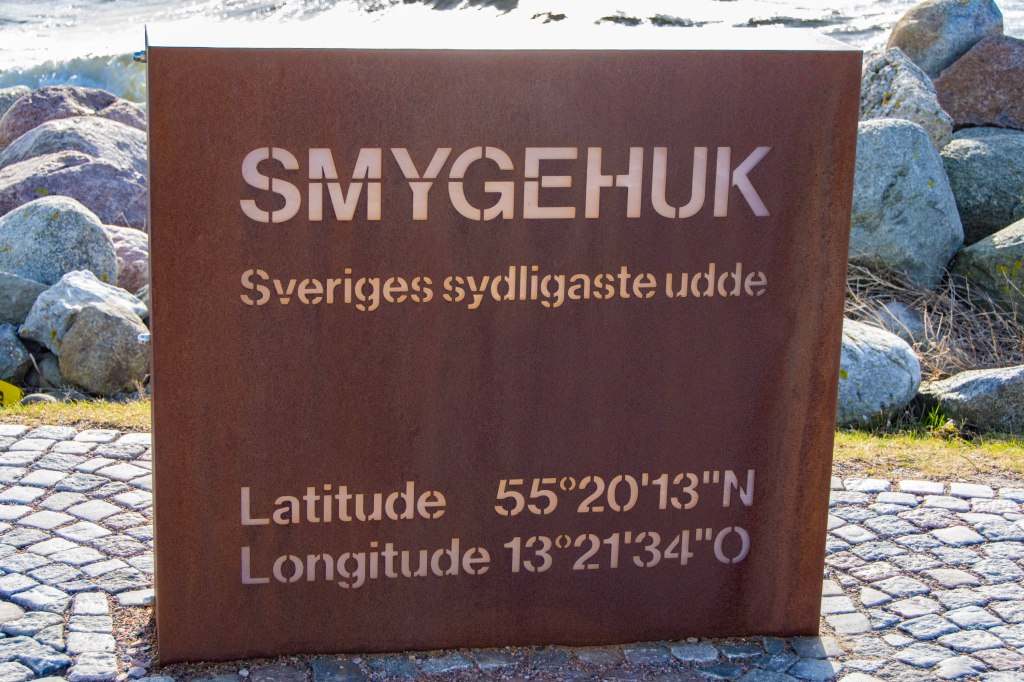 SMYGEHUK
Sveriges sydligaste udde
Latitude 55°20'13"N
Longitude 13°21'34"O